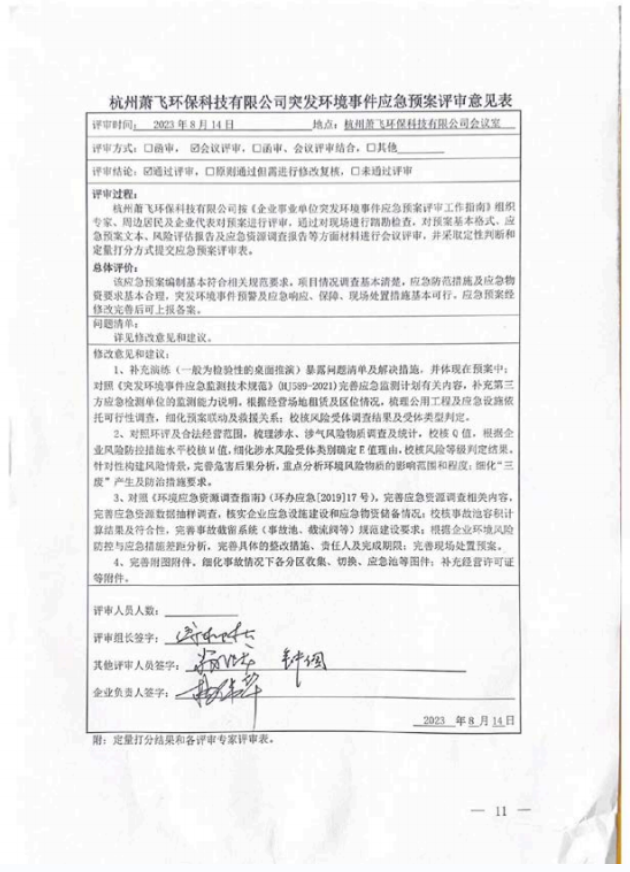 杭州萧飞环保科技有限公司突发环境事件应急预案评审意见表
评审时间： 2023年8月14日 地点：杭州萧飞环保科技有限公司会议室
评审方式：☐函审，☑会议评审，☐函审、会议评审结合，☐其他
评审结论：☑通过评审，☐原则通过但需进行修改复核，☐未通过评审
评审过程：
杭州萧飞环保科技有限公司按《企业事业单位突发环境事件应急预案评审工作指南》组织
专家、周边居民及企业代表对预案进行评审，通过对现场进行踏勘检查，对预案基本格式、应
急预案文本、风险评估报告及应急资源调查报告等方面材料进行会议评审，并采取定性判断和
定量打分方式提交应急预案评审表。
总体评价：
该应急预案编制基本符合相关规范要求，项目情况调查基本清楚，应急防范措施及应急物
资要求基本合理，突发环境事件预警及应急响应、保障、现场处置措施基本可行。应急预案经
修改完善后可上报备案。
问题清单：
详见修改意见和建议。
修改意见和建议：
1、补充演练（一般为检验性的桌面推演）暴露问题清单及解决措施，并体现在预案中；
对照《突发环境事件应急监测技术规范》（HJ589-2021）完善应急监测计划有关内容，补充第三
方应急检测单位的监测能力说明。根据经营场地租赁及区位情况，梳理公用工程及应急设施依
托可行性调查，细化预案联动及救援关系；校核风险受体调查结果及受体类型判定。
2、对照环评及合法经营范围，梳理涉水、涉气风险物质调查及统计，校核Q值，根据企
业风险防控措施水平校核M值，细化涉水风险受体类别确定E值理由，校核风险等级判定结果。
针对性构建风险情景，完善危害后果分析，重点分析环境风险物质的影响范围和程度；细化“三
废”产生及防治措施要求。
3、对照《环境应急资源调查指南》（环办应急[2019]17号），完善应急资源调查相关内容，
完善应急资源数据抽样调查，核实企业应急设施建设和应急物资储备情况；校核事故池容积计
算结果及符合性，完善事故截留系统（事故池、截流阀等）规范建设要求；根据企业环境风险
防控与应急措施差距分析，完善具体的整改措施、责任人及完成期限；完善现场处置预案。
4、完善附图附件。细化事故情况下各分区收集、切换、应急池等图件；补充经营许可证
等附件。
评审人员人数：
评审组长签字：
其他评审人员签字：
企业负责人签字：
2023 年8月14日
附：定量打分结果和各评审专家评审表。
— 11 —